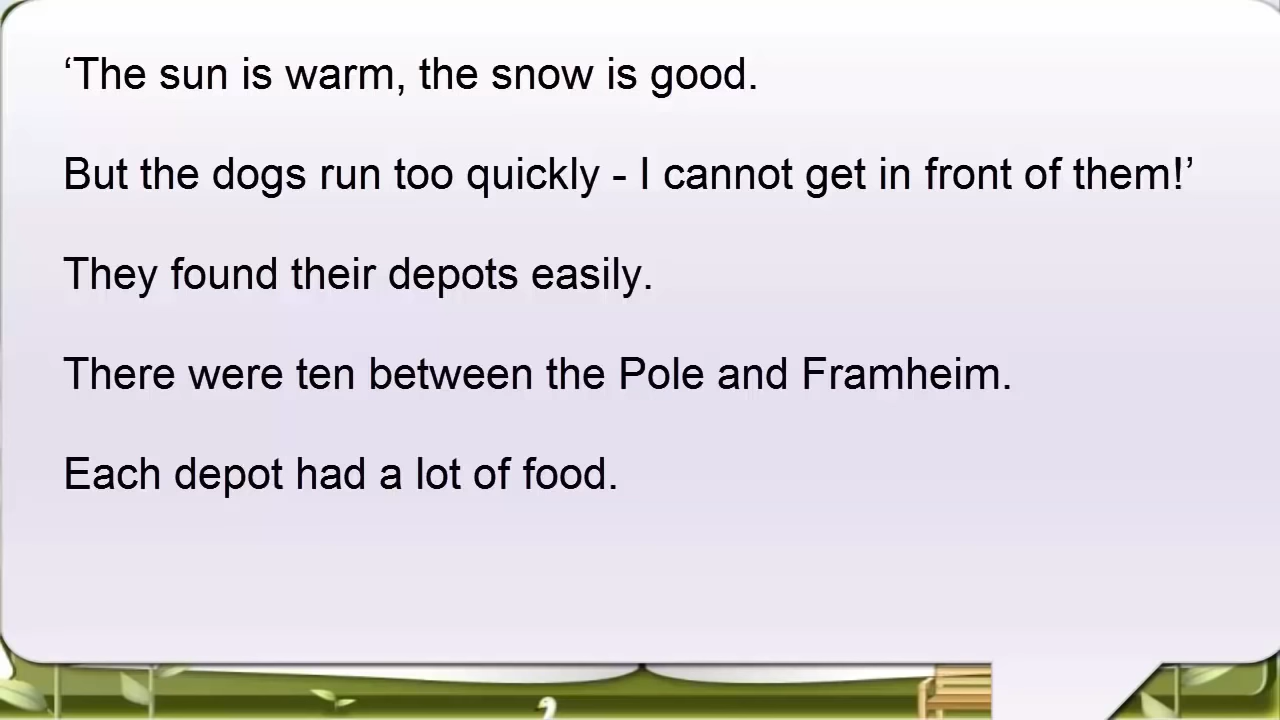 ‘The sun is warm, the snow is good.
But the dogs run too quickly - I cannot get in front of them!’
They found their depots easily.
There were ten between the Pole and Framheim.
Each depot had a lot of food.